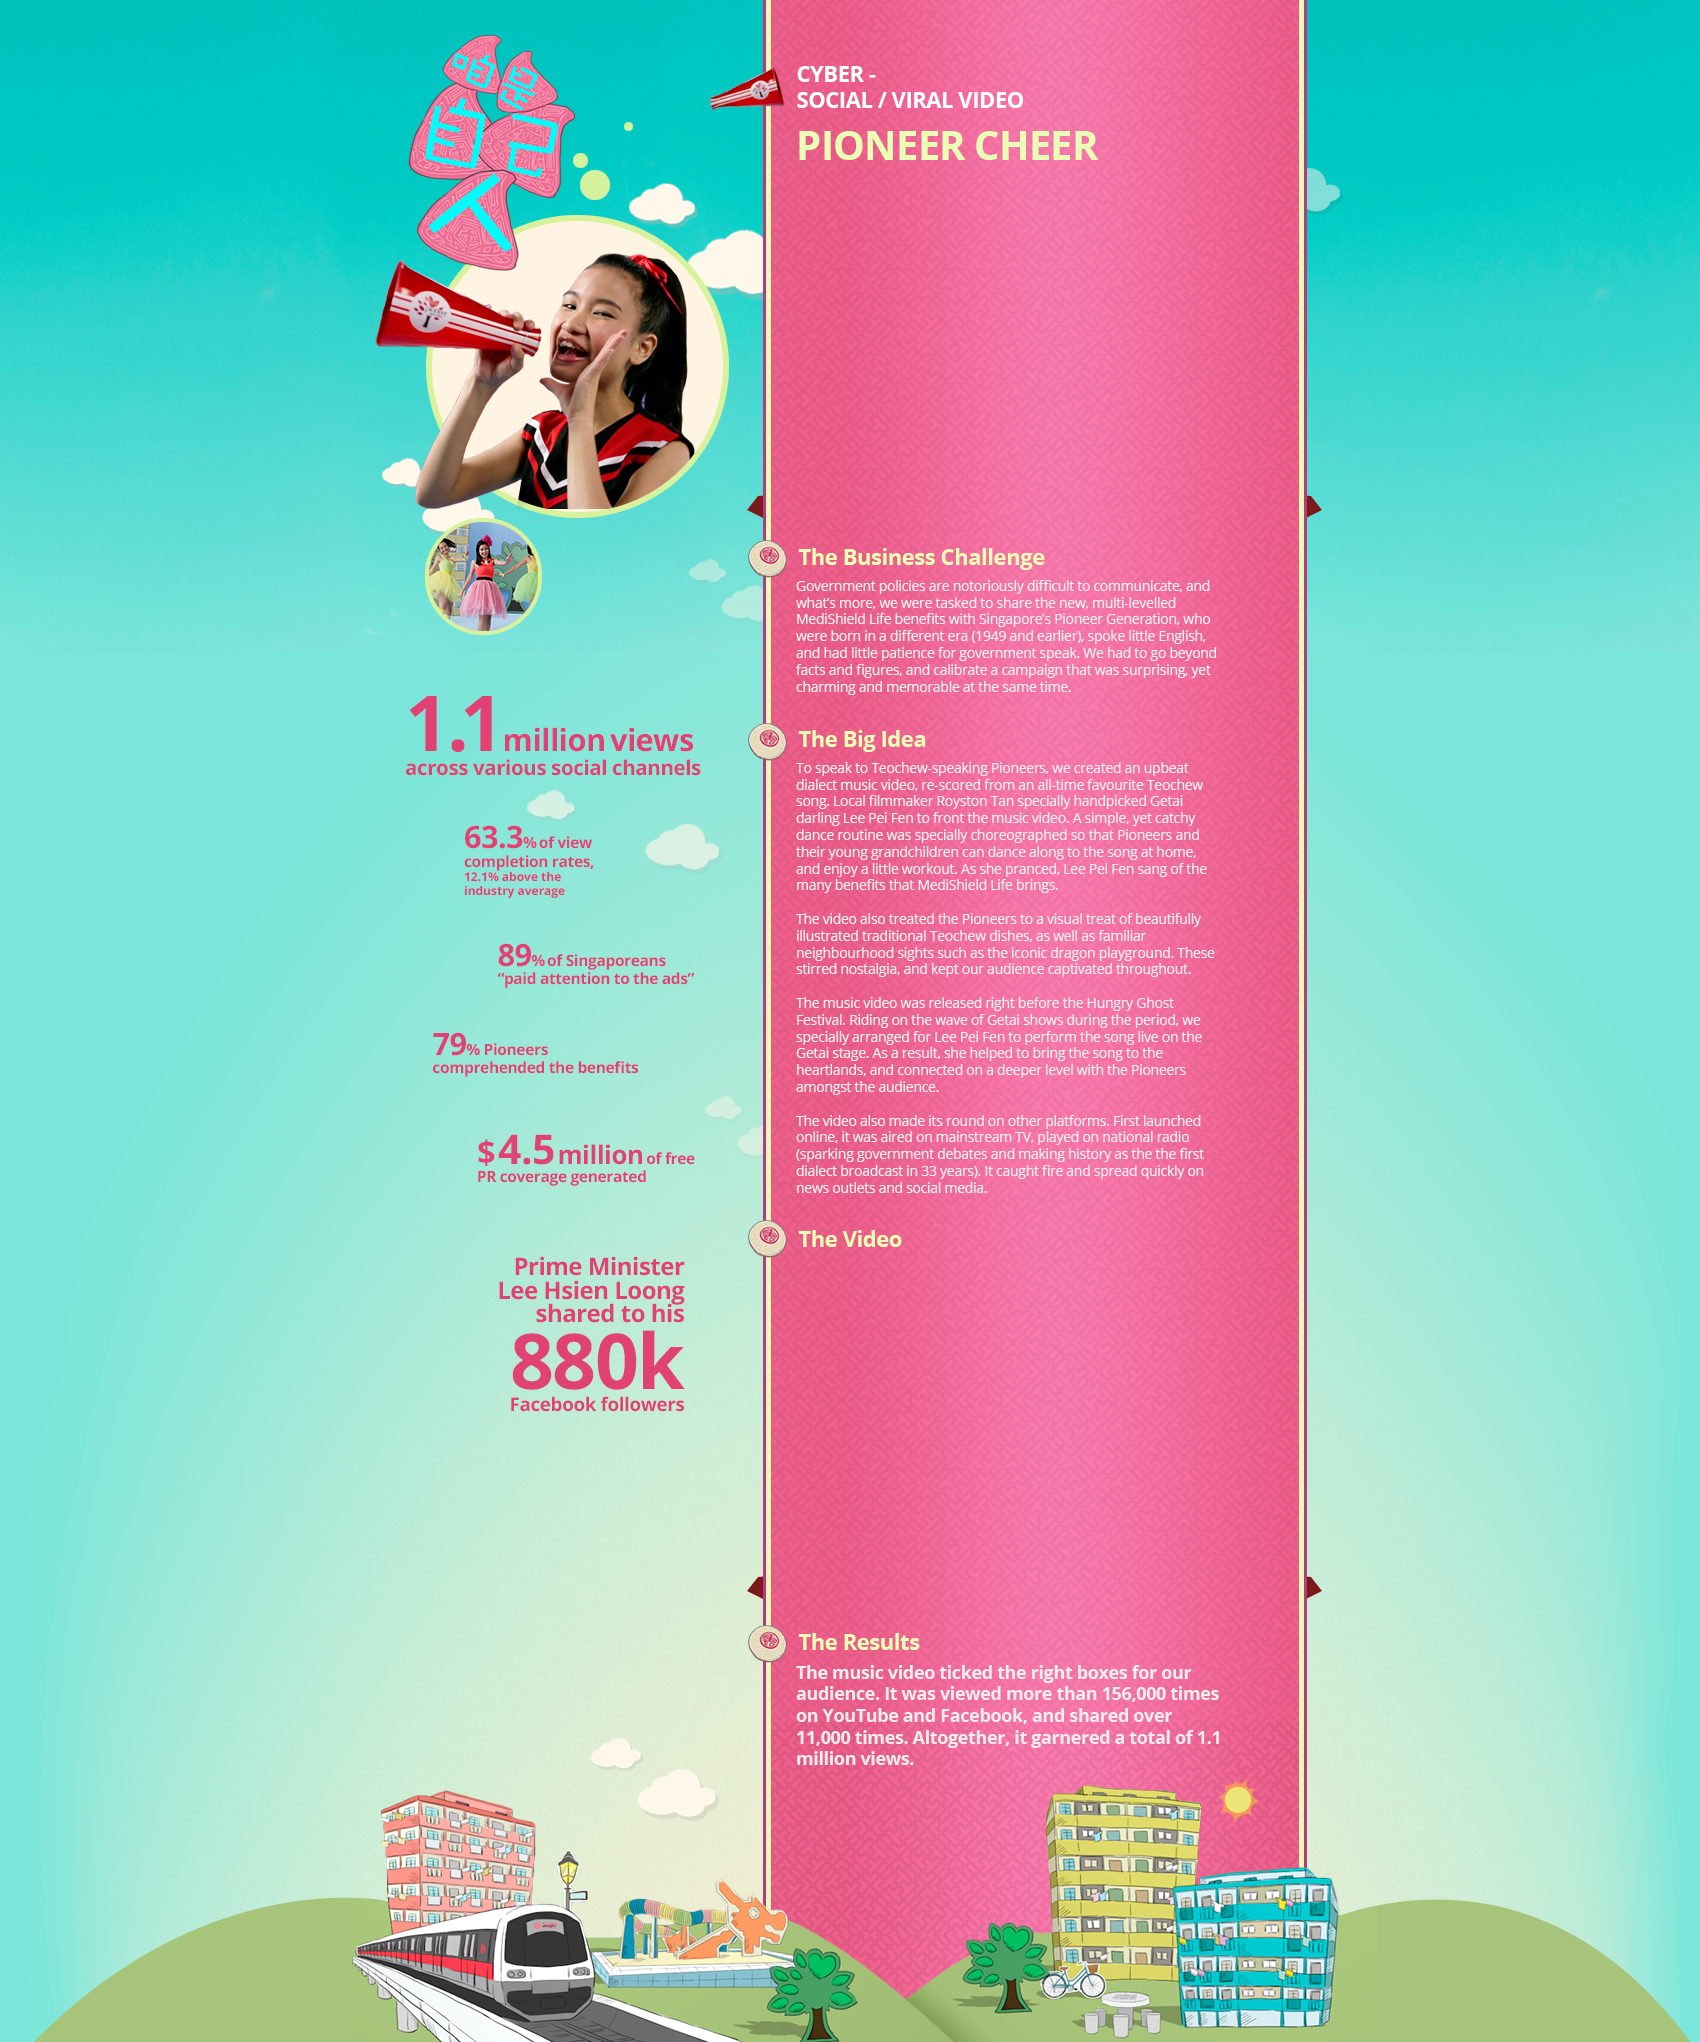 咱是
自己
人
CYBER -
SOCIAL / VIRAL VIDEO
PIONEER CHEER
1.1 million views
across various social channels
63.3% of view
completion rates,
12.1% above the
industry average
89% of Singaporeans
“paid attention to the ads”
79% Pioneers
comprehended the benefits
$4.5 million of free
PR coverage generated
Prime Minister
Lee Hsien Loong
shared to his
880k
Facebook followers
The Business Challenge
Government policies are notoriously difficult to communicate, and
what’s more, we were tasked to share the new, multi-levelled
MediShield Life benefits with Singapore’s Pioneer Generation, who
were born in a different era (1949 and earlier), spoke little English,
and had little patience for government speak. We had to go beyond
facts and figures, and calibrate a campaign that was surprising, yet
charming and memorable at the same time.
The Big Idea
To speak to Teochew-speaking Pioneers, we created an upbeat
dialect music video, re-scored from an all-time favourite Teochew
song. Local filmmaker Royston Tan specially handpicked Getai
darling Lee Pei Fen to front the music video. A simple, yet catchy
dance routine was specially choreographed so that Pioneers and
their young grandchildren can dance along to the song at home,
and enjoy a little workout. As she pranced, Lee Pei Fen sang of the
many benefits that MediShield Life brings.
The video also treated the Pioneers to a visual treat of beautifully
illustrated traditional Teochew dishes, as well as familiar
neighbourhood sights such as the iconic dragon playground. These
stirred nostalgia, and kept our audience captivated throughout.
The music video was released right before the Hungry Ghost
Festival. Riding on the wave of Getai shows during the period, we
specially arranged for Lee Pei Fen to perform the song live on the
Getai stage. As a result, she helped to bring the song to the
heartlands, and connected on a deeper level with the Pioneers
amongst the audience.
The video also made its round on other platforms. First launched
online, it was aired on mainstream TV, played on national radio
(sparking government debates and making history as the the first
dialect broadcast in 33 years). It caught fire and spread quickly on
news outlets and social media.
The Video
The Results
The music video ticked the right boxes for our
audience. It was viewed more than 156,000 times
on YouTube and Facebook, and shared over
11,000 times. Altogether, it garnered a total of 1.1
million views.